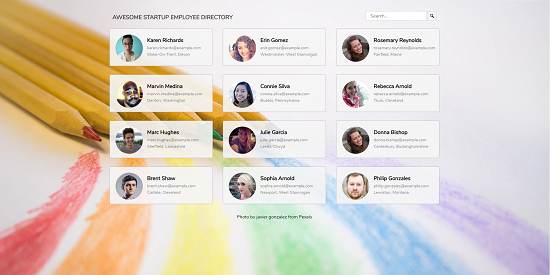 AWESOME STARTUP EMPLOYEE DIRECTORY
Search...
Karen Richards
karen.richards@example.com
Stoke-On-Trent, Devon
Erin Gomez
erin.gomez@example.com
Westminster, West Glamorgan
Rosemary Reynolds
rosemary.reynolds@example.com
Fairfield, Maine
Marvin Medina
marvin.medina@example.com
Denton, Washington
Connie Silva
connie.silva@example.com
Buesta, Pennsylvania
Rebecca Arnold
rebecca.arnold@example.com
Truro, Cleveland
Marc Hughes
marc.hughes@example.com
Sheffield, Lancashire
Julie Garcia
julie.garcia@example.com
Leeds, Clwyd
Donna Bishop
donna.bishop@example.com
Canterbury, Buckinghamshire
Brent Shaw
brent.shaw@example.com
Carlisle, Cleveland
Sophia Arnold
sophia.arnold@example.com
Newport, West Glamorgan
Philip Gonzales
philip.gonzales@example.com
Lewiston, Montana
Photo by javier gonzalez from Pexels